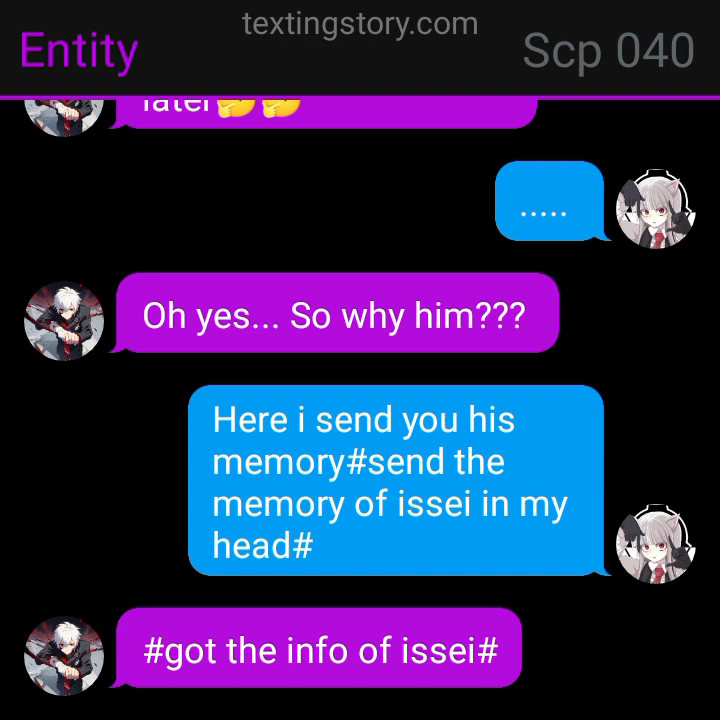 textingstory.com
Entity
Scp 040
later🤔🤔
.....
Oh yes... So why him???
Here i send you his
memory#send the
memory of issei in my
head#
#got the info of issei#